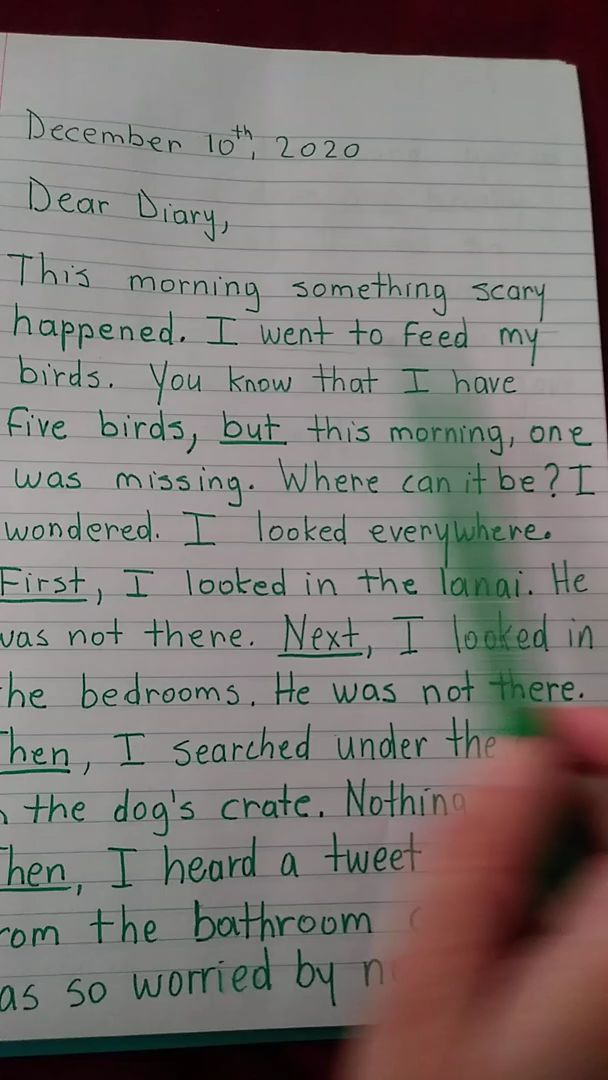 December 10th, 2020
Dear Diary,
This morning something scary
happened. I went to feed my
birds. You know that I have
five birds, but this morning, one
was missing. Where can it be? I
wondered. I looked everywhere.
First, I looked in the lanai. He
was not there. Next, I looked in
the bedrooms. He was not there.
Then, I searched under the
the dog's crate. Nothing
Then, I heard a tweet
from the bathroom
was so worried by